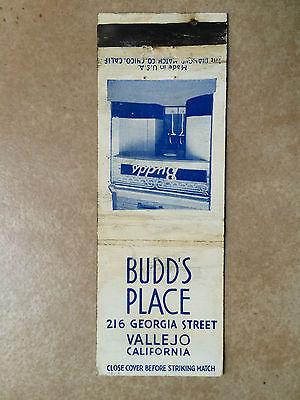 THE DIAMOND MATCH CO. CHICO, CALIF
Made in U.S.A.
Budds
BUDD'S
PLACE
216 GEORGIA STREET
VALLEJO
CALIFORNIA
CLOSE COVER BEFORE STRIKING MATCH